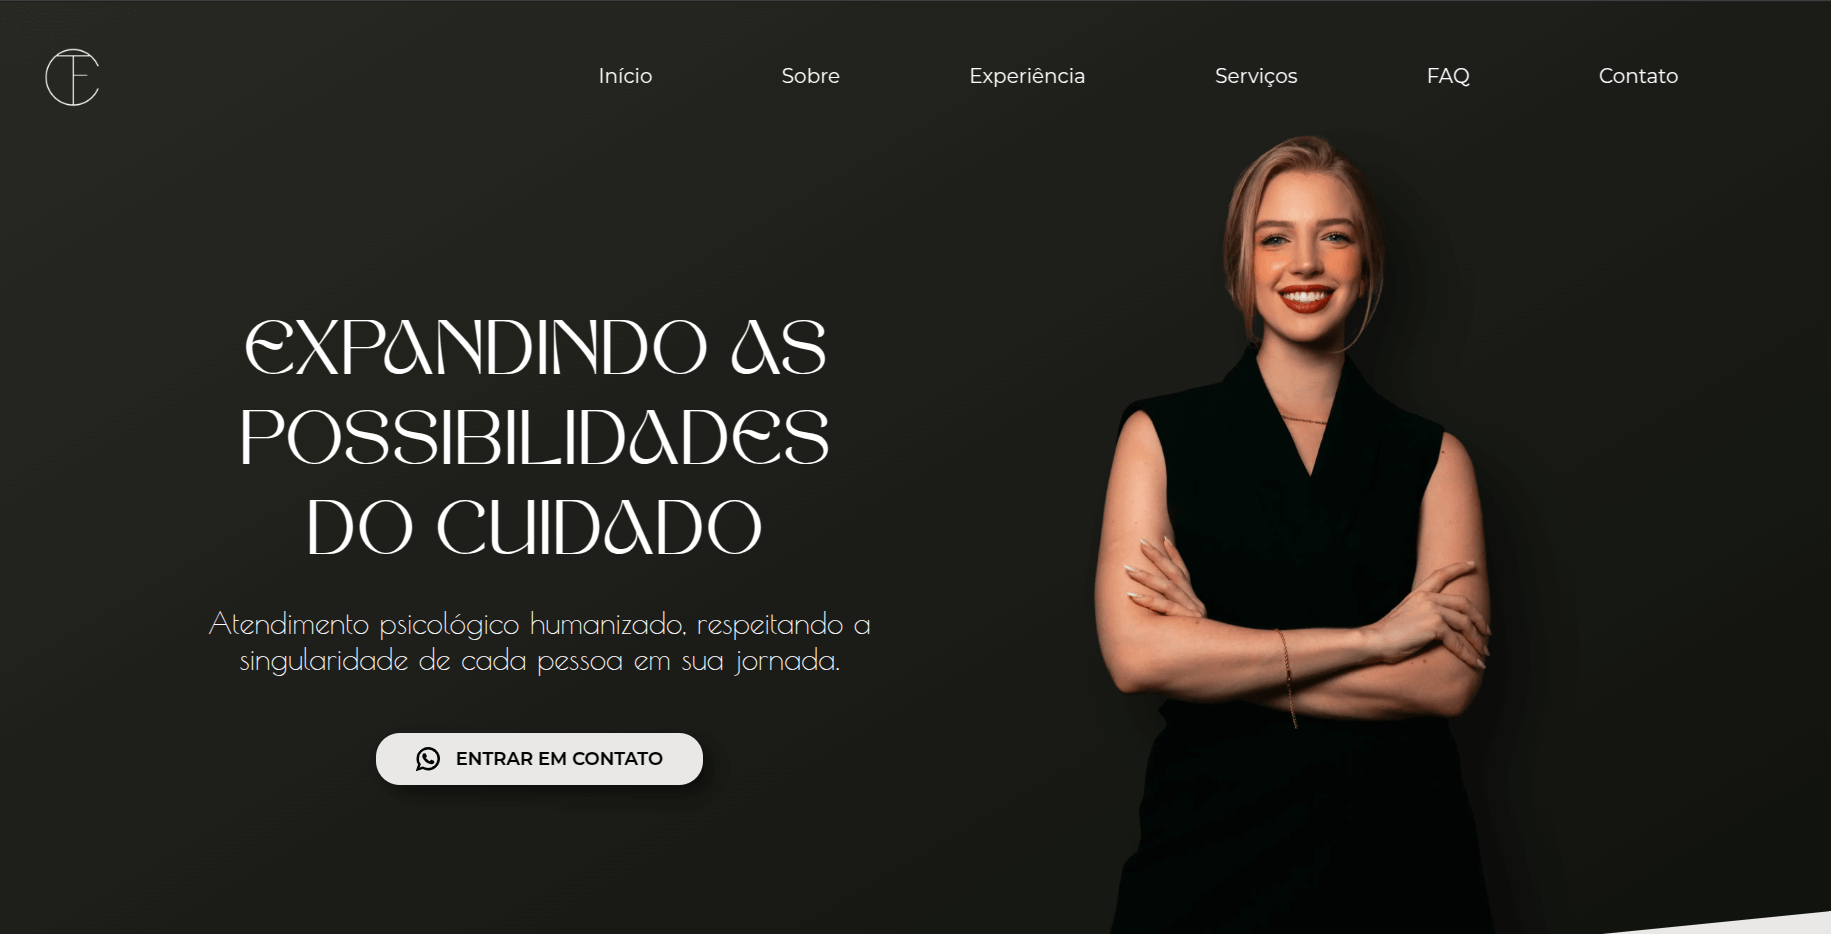 Início Sobre Experiência Serviços FAQ Contato
EXPANDINDO AS
POSSIBILIDADES
DO CUIDADO
Atendimento psicológico humanizado, respeitando a
singularidade de cada pessoa em sua jornada.
ENTRAR EM CONTATO